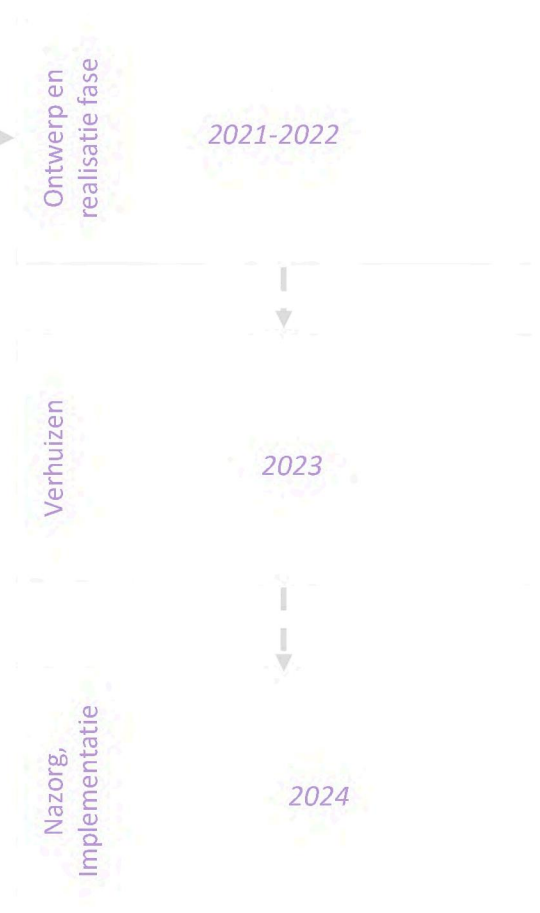 Ontwerp en
realisatie fase
2021-2022
Verhuizen
2023
Nazorg,
Implementatie
2024